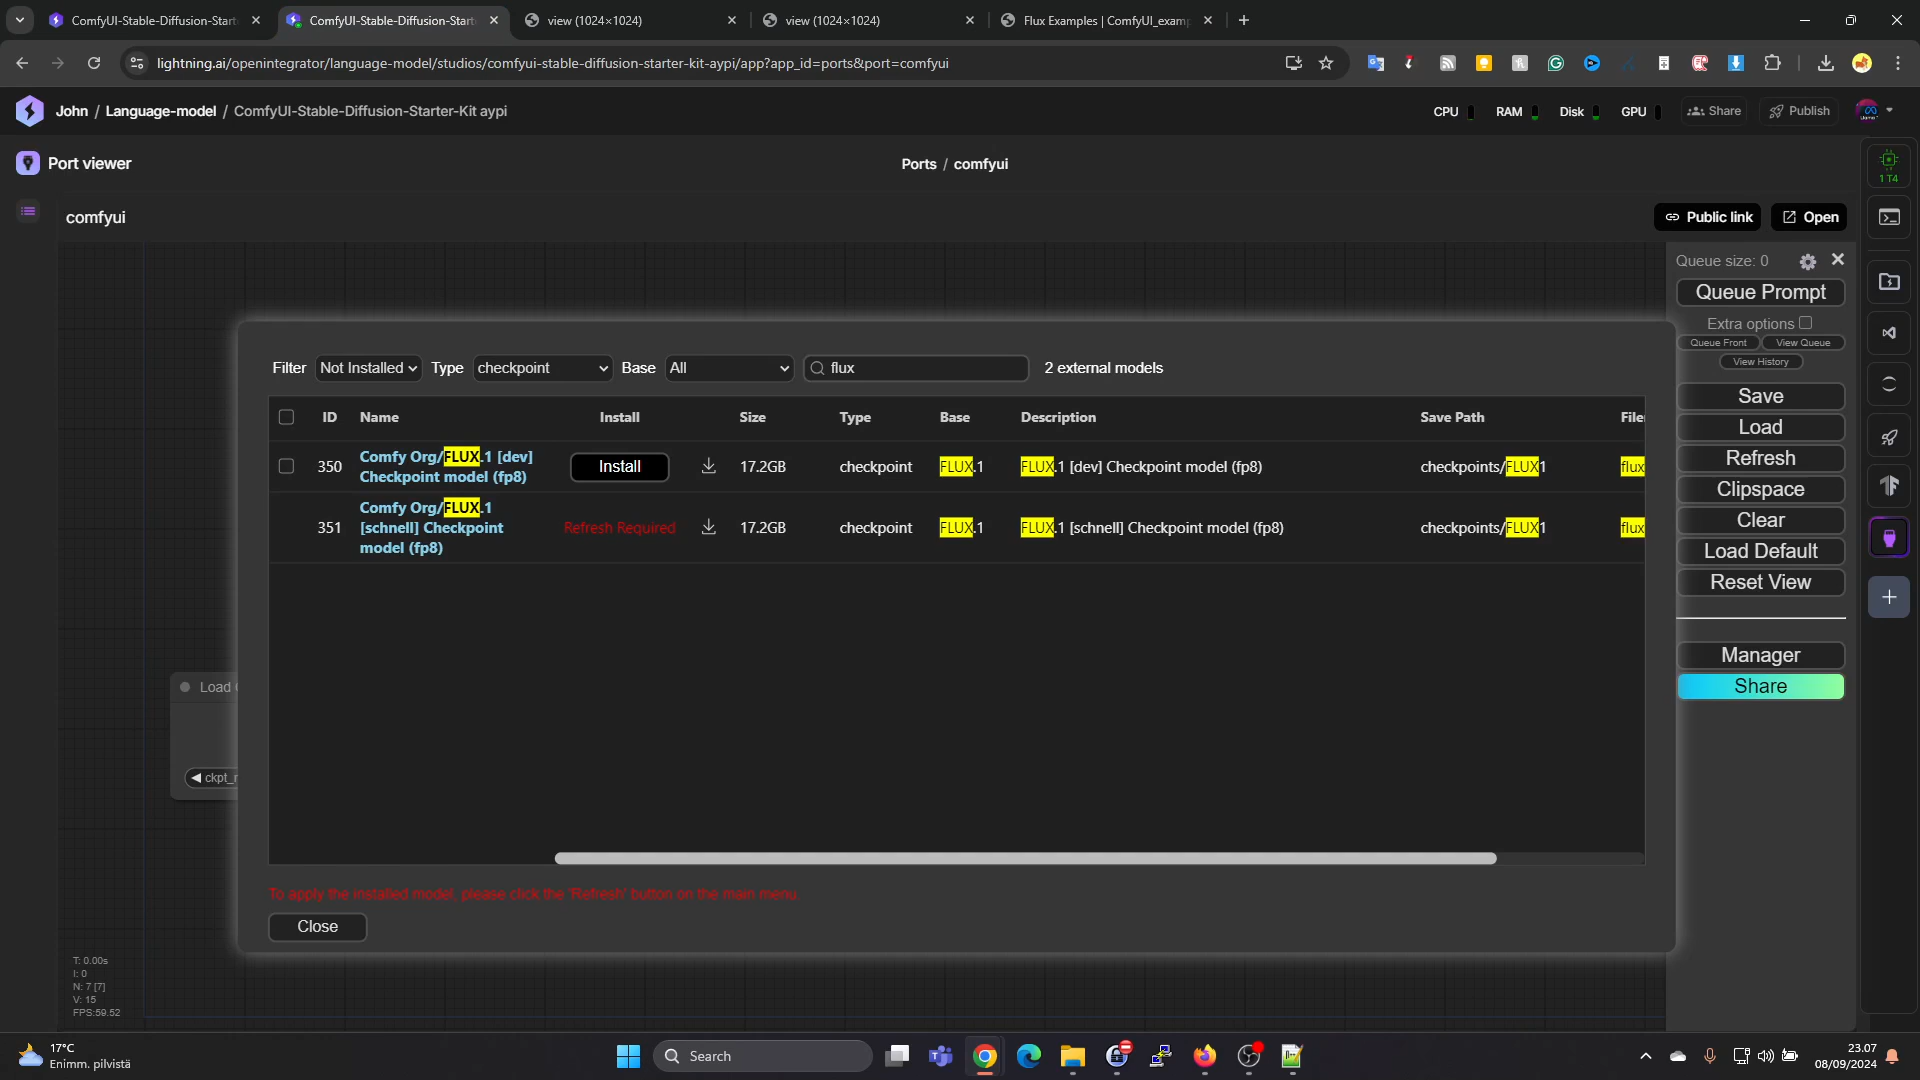 ComfyUI-Stable-Diffusion-Start
ComfyUI-Stable-Diffusion-Start
view (1024×1024)
view (1024×1024)
Flux Examples | ComfyUI_examp
lightning.ai/openintegrator/language-model/studios/comfyui-stable-diffusion-starter-kit-aypi/app?app_id=ports&port=comfyui
John / Language-model / ComfyUI-Stable-Diffusion-Starter-Kit aypi
CPU RAM Disk GPU Share Publish
Port viewer
Ports / comfyui
1 T4
comfyui
Public link
Open
Queue size: 0
Queue Prompt
Extra options
Queue Front View Queue
View History
Save
Load
Refresh
Clipspace
Clear
Load Default
Reset View
Manager
Share
Filter Not Installed Type checkpoint Base All flux 2 external models
ID Name Install Size Type Base Description Save Path File
350 Comfy Org/FLUX.1 [dev] Checkpoint model (fp8) Install 17.2GB checkpoint FLUX.1 FLUX.1 [dev] Checkpoint model (fp8) checkpoints/FLUX1 flux
351 Comfy Org/FLUX.1 [schnell] Checkpoint model (fp8) Refresh Required 17.2GB checkpoint FLUX.1 FLUX.1 [schnell] Checkpoint model (fp8) checkpoints/FLUX1 flux
Load
ckpt_n
To apply the installed model, please click the 'Refresh' button on the main menu.
Close
T: 0.00s
I: 0
N: 7 [7]
V: 15
FPS:59.52
17°C
Enimm. pilvistä
Search
23.07
08/09/2024